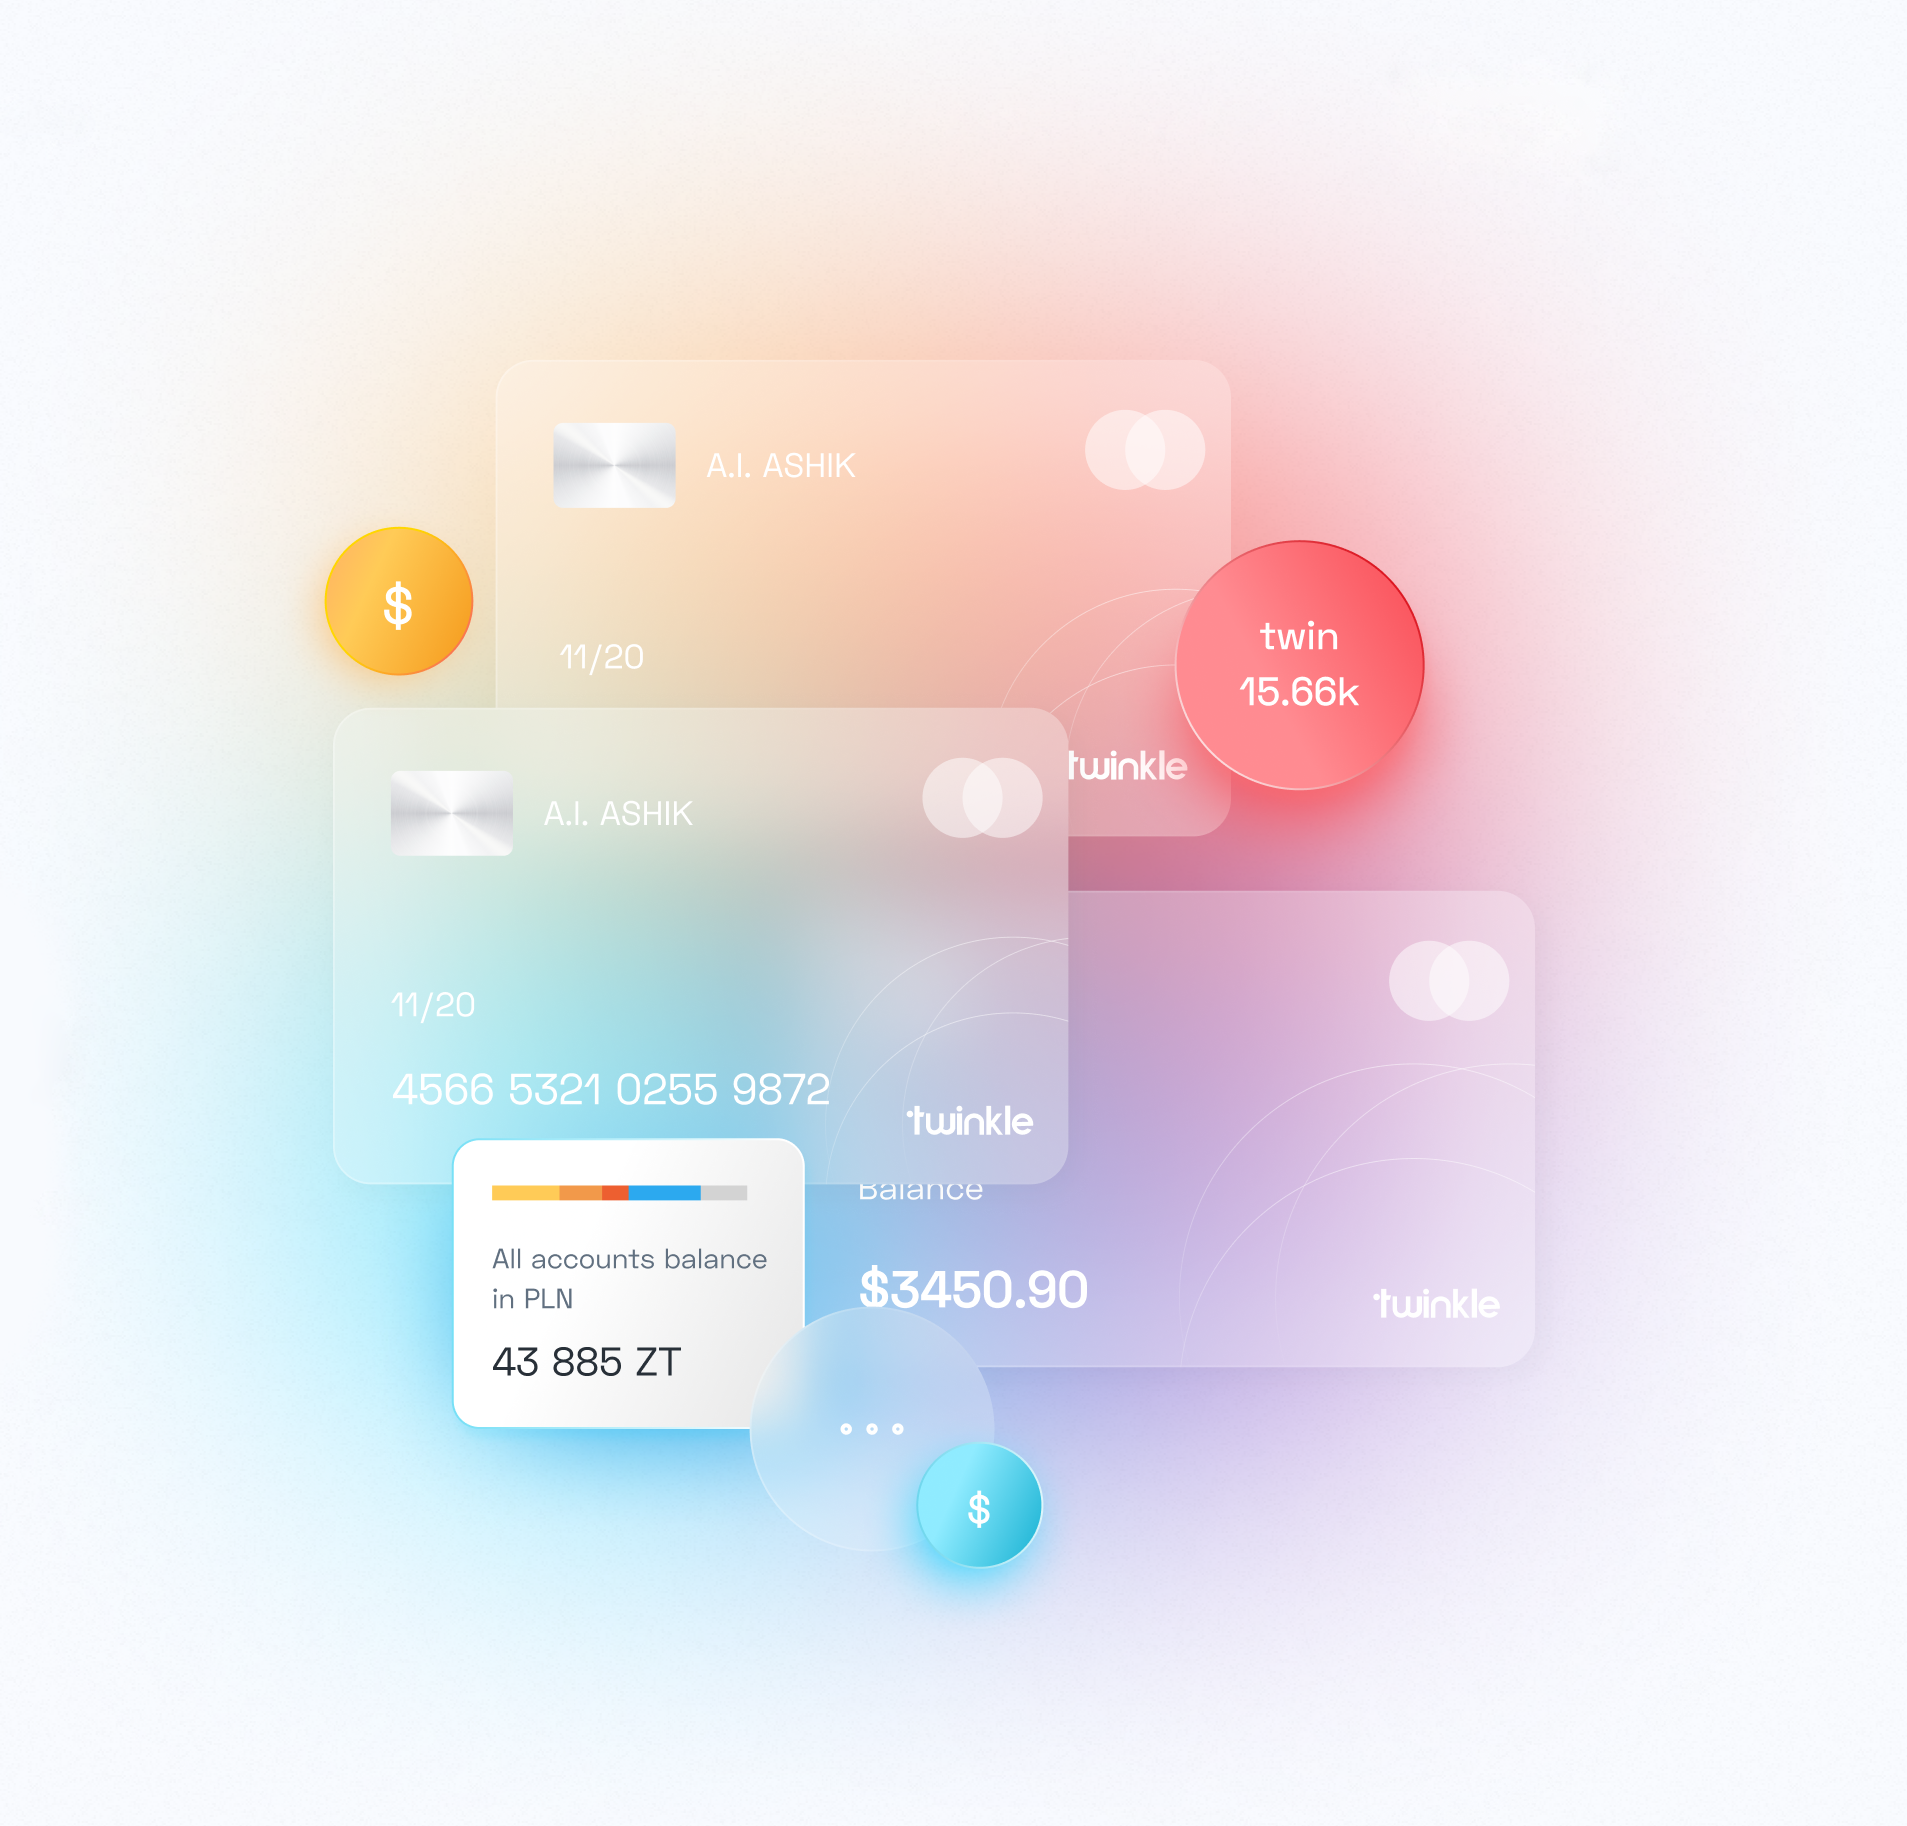 A.I. ASHIK
$
11/20
twin
15.66k
twinkle
A.I. ASHIK
11/20
4566 5321 0255 9872
twinkle
Balance
$3450.90
twinkle
All accounts balance
in PLN
43 885 ZT
$